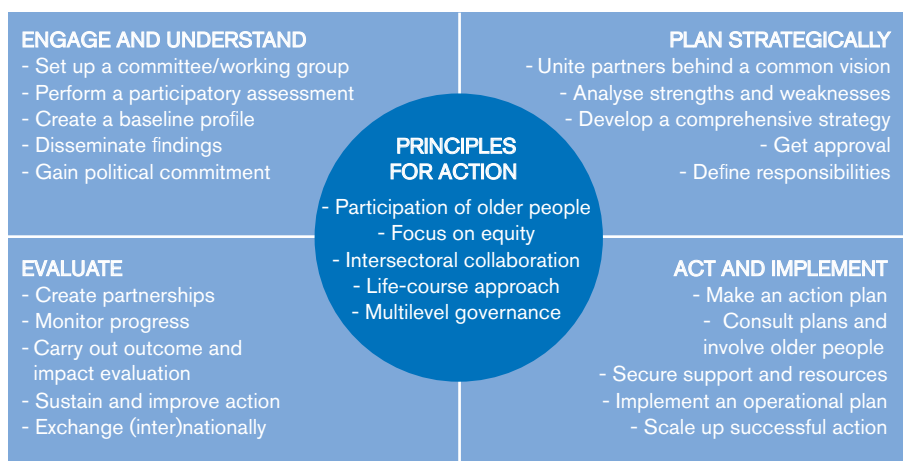 ENGAGE AND UNDERSTAND
- Set up a committee/working group
- Perform a participatory assessment
- Create a baseline profile
- Disseminate findings
- Gain political commitment
PLAN STRATEGICALLY
- Unite partners behind a common vision
- Analyse strengths and weaknesses
- Develop a comprehensive strategy
- Get approval
- Define responsibilities
PRINCIPLES
FOR ACTION
- Participation of older people
- Focus on equity
- Intersectoral collaboration
- Life-course approach
- Multilevel governance
EVALUATE
- Create partnerships
- Monitor progress
- Carry out outcome and
impact evaluation
- Sustain and improve action
- Exchange (inter)nationally
ACT AND IMPLEMENT
- Make an action plan
- Consult plans and
involve older people
- Secure support and resources
- Implement an operational plan
- Scale up successful action